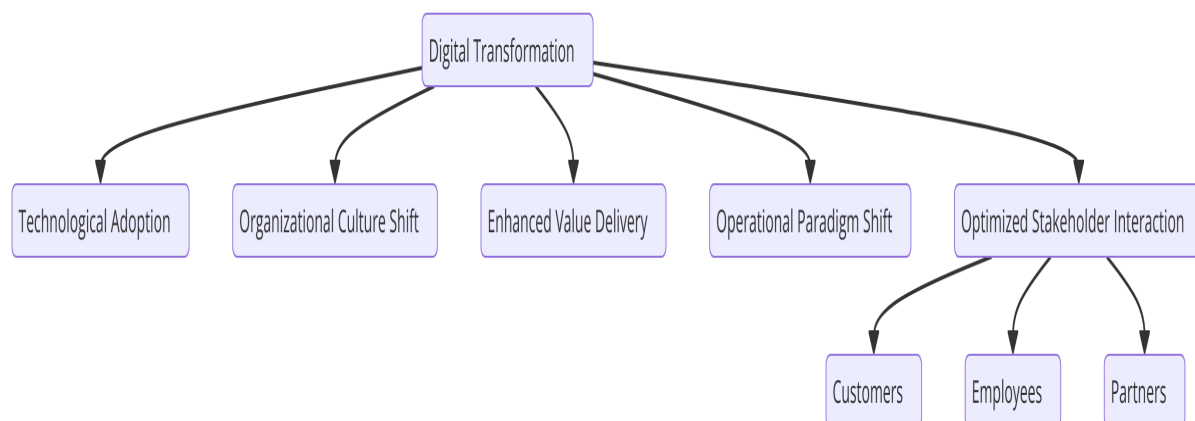 Digital Transformation
Technological Adoption
Organizational Culture Shift
Enhanced Value Delivery
Operational Paradigm Shift
Optimized Stakeholder Interaction
Customers
Employees
Partners